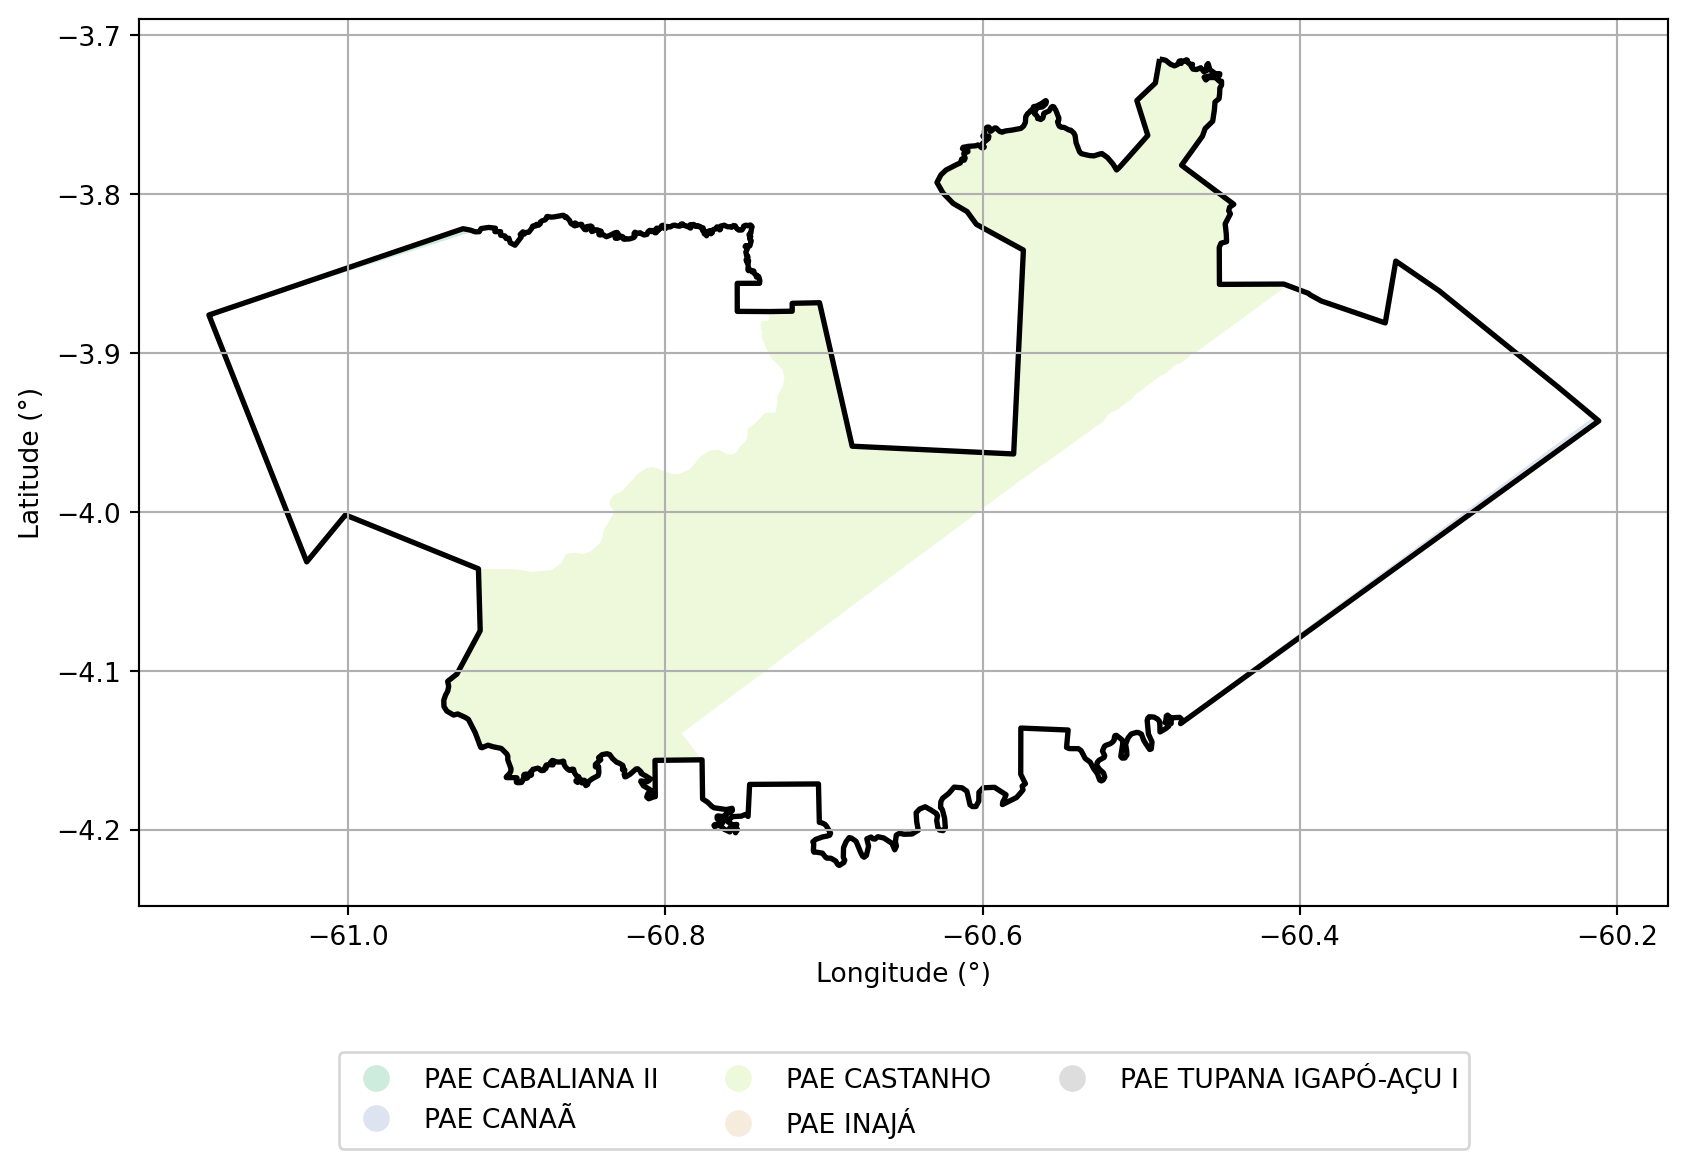 −3.7
−3.8
−3.9
−4.0
−4.1
−4.2
Latitude (°)
−61.0 −60.8 −60.6 −60.4 −60.2
Longitude (°)
PAE CABALIANA II PAE CASTANHO PAE TUPANA IGAPÓ-AÇU I
PAE CANAÃ PAE INAJÁ